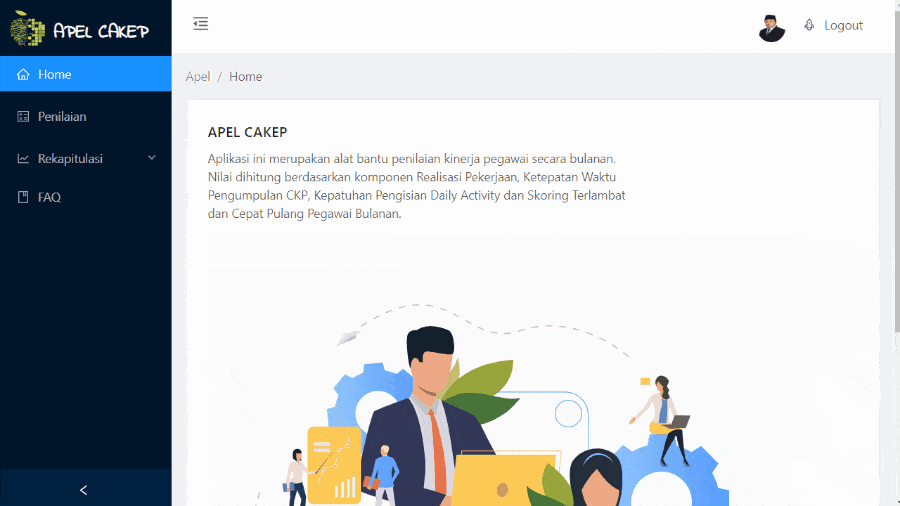 APEL CAKEP
Logout
Home
Penilaian
Rekapitulasi
FAQ
Apel / Home
APEL CAKEP
Aplikasi ini merupakan alat bantu penilaian kinerja pegawai secara bulanan.
Nilai dihitung berdasarkan komponen Realisasi Pekerjaan, Ketepatan Waktu
Pengumpulan CKP, Kepatuhan Pengisian Daily Activity dan Skoring Terlambat
dan Cepat Pulang Pegawai Bulanan.